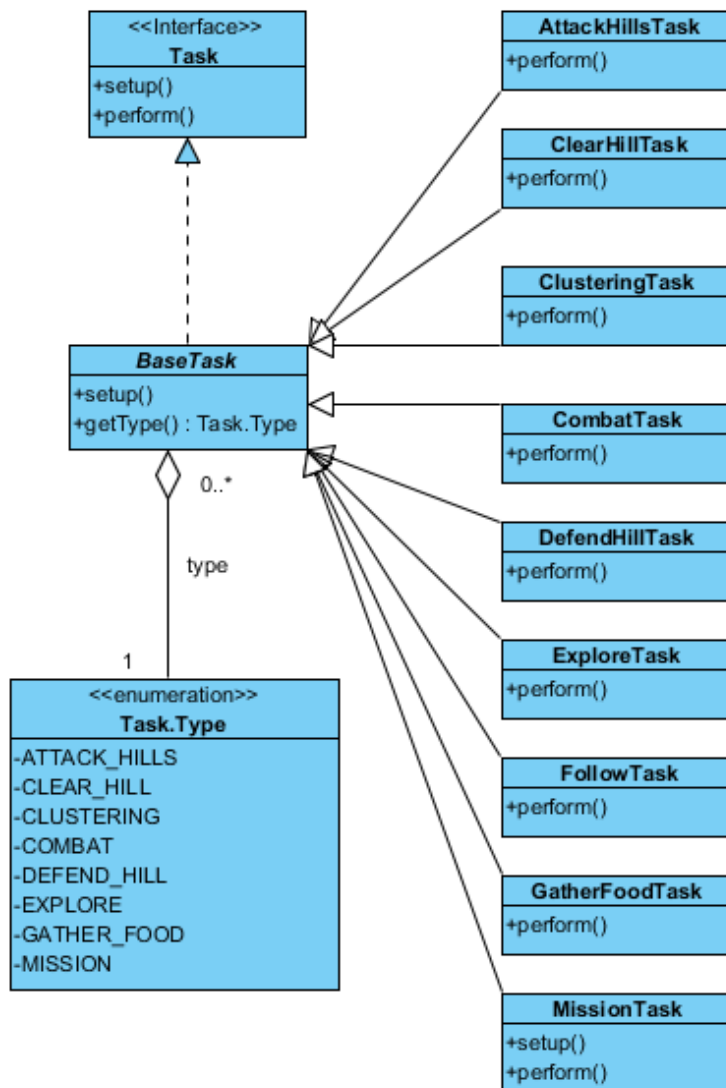 <<Interface>>
Task
+setup()
+perform()
BaseTask
+setup()
+getType() : Task.Type
0..*
type
1
<<enumeration>>
Task.Type
-ATTACK_HILLS
-CLEAR_HILL
-CLUSTERING
-COMBAT
-DEFEND_HILL
-EXPLORE
-GATHER_FOOD
-MISSION
AttackHillsTask
+perform()
ClearHillTask
+perform()
ClusteringTask
+perform()
CombatTask
+perform()
DefendHillTask
+perform()
ExploreTask
+perform()
FollowTask
+perform()
GatherFoodTask
+perform()
MissionTask
+setup()
+perform()